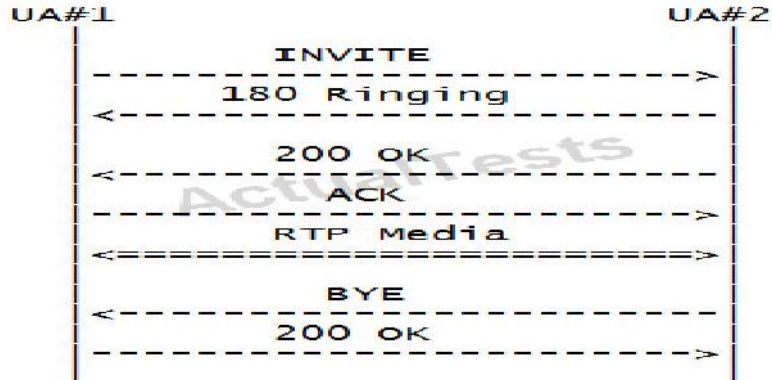 UA#1 UA#2
INVITE
180 Ringing
200 OK
ActualTests
ACK
RTP Media
BYE
200 OK